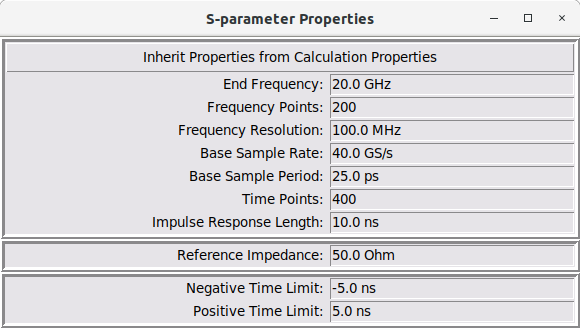 S-parameter Properties
Inherit Properties from Calculation Properties
End Frequency: 20.0 GHz
Frequency Points: 200
Frequency Resolution: 100.0 MHz
Base Sample Rate: 40.0 GS/s
Base Sample Period: 25.0 ps
Time Points: 400
Impulse Response Length: 10.0 ns
Reference Impedance: 50.0 Ohm
Negative Time Limit: -5.0 ns
Positive Time Limit: 5.0 ns